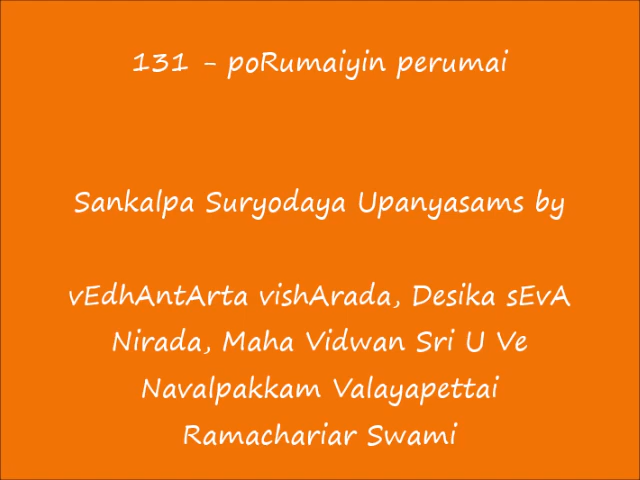 131 - poRumaiyin perumai
Sankalpa Suryodaya Upanyasams by
vEdhAntArta vishArada, Desika sEvA
Nirada, Maha Vidwan Sri U Ve
Navalpakkam Valayapettai
Ramachariar Swami